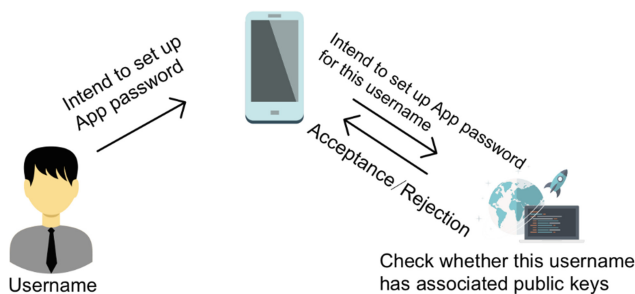 Intend to set up
App password
Intend to set up App password
for this username
Acceptance/Rejection
Username
Check whether this username
has associated public keys